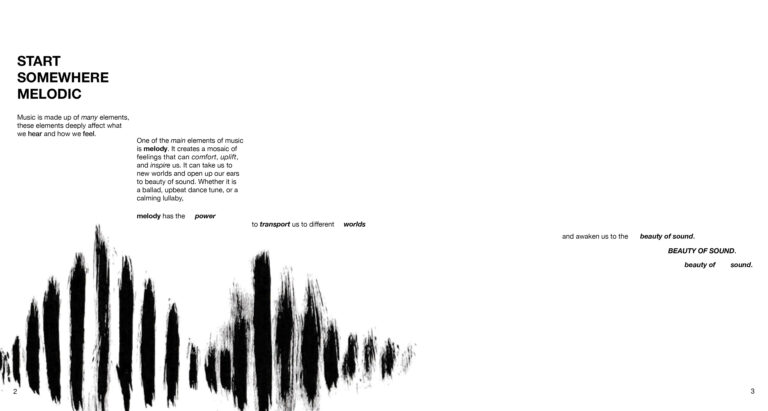 START
SOMEWHERE
MELODIC
Music is made up of many elements,
these elements deeply affect what
we hear and how we feel.
One of the main elements of music
is melody. It creates a mosaic of
feelings that can comfort, uplift,
and inspire us. It can take us to
new worlds and open up our ears
to beauty of sound. Whether it is
a ballad, upbeat dance tune, or a
calming lullaby,
melody has the power
to transport us to different worlds
and awaken us to the beauty of sound.
BEAUTY OF SOUND.
beauty of sound.
2
3